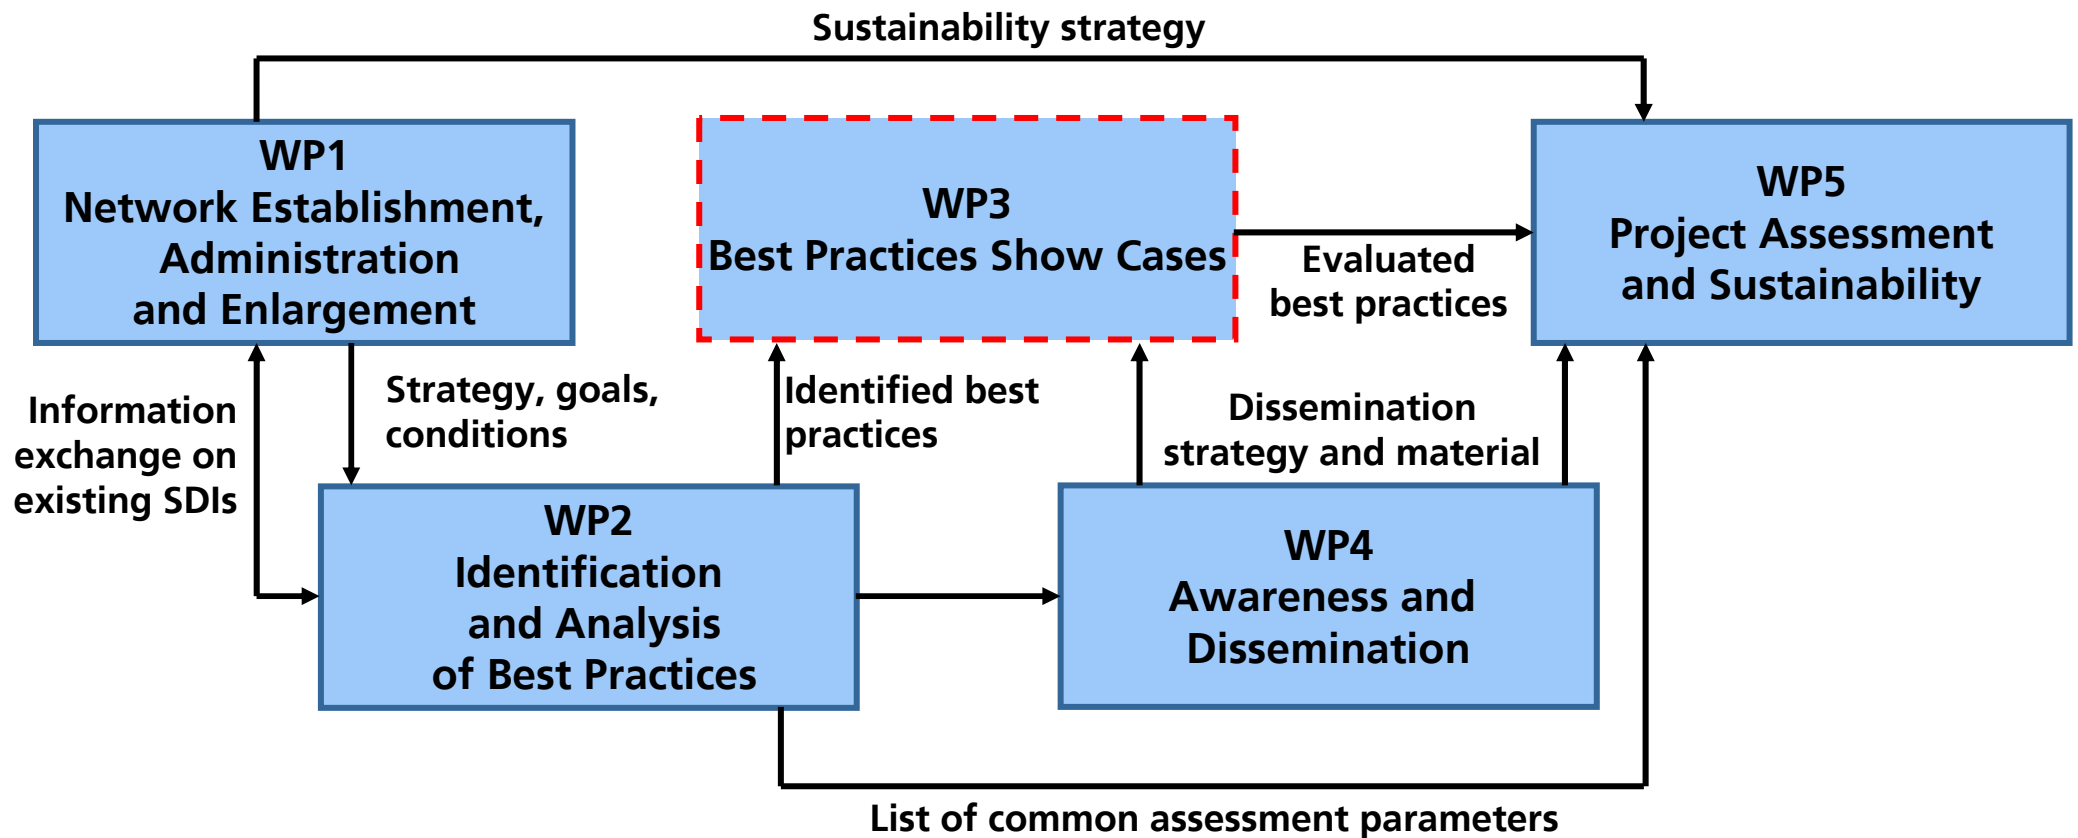 Sustainability strategy
WP1
Network Establishment,
Administration
and Enlargement
WP3
Best Practices Show Cases
Evaluated
best practices
WP5
Project Assessment
and Sustainability
Information
exchange on
existing SDIs
Strategy, goals,
conditions
Identified best
practices
Dissemination
strategy and material
WP2
Identification
and Analysis
of Best Practices
WP4
Awareness and
Dissemination
List of common assessment parameters